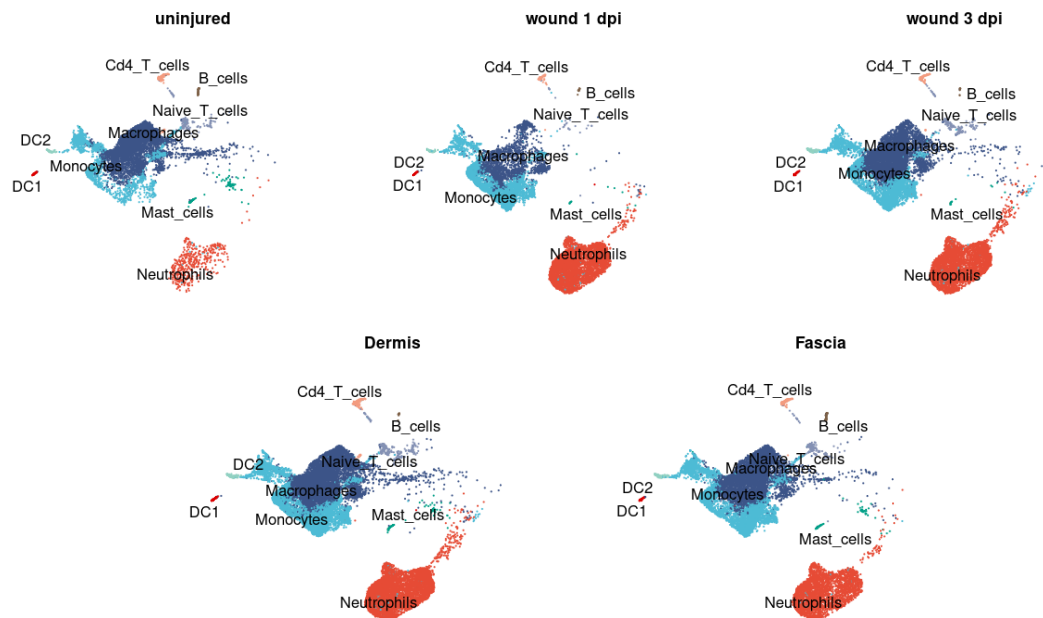 uninjured
wound 1 dpi
wound 3 dpi
Cd4_T_cells
B_cells
Naive_T_cells
Macrophages
DC2
Monocytes
DC1
Mast_cells
Neutrophils
Cd4_T_cells
B_cells
Naive_T_cells
Macrophages
DC2
DC1
Monocytes
Mast_cells
Neutrophils
Cd4_T_cells
B_cells
Naive_T_cells
Macrophages
DC2
Monocytes
DC1
Mast_cells
Neutrophils
Dermis
Fascia
Cd4_T_cells
B_cells
Naive_T_cells
DC2
Macrophages
DC1
Monocytes
Mast_cells
Neutrophils
Cd4_T_cells
B_cells
Naive_T_cells
Macrophages
DC2
Monocytes
DC1
Mast_cells
Neutrophils